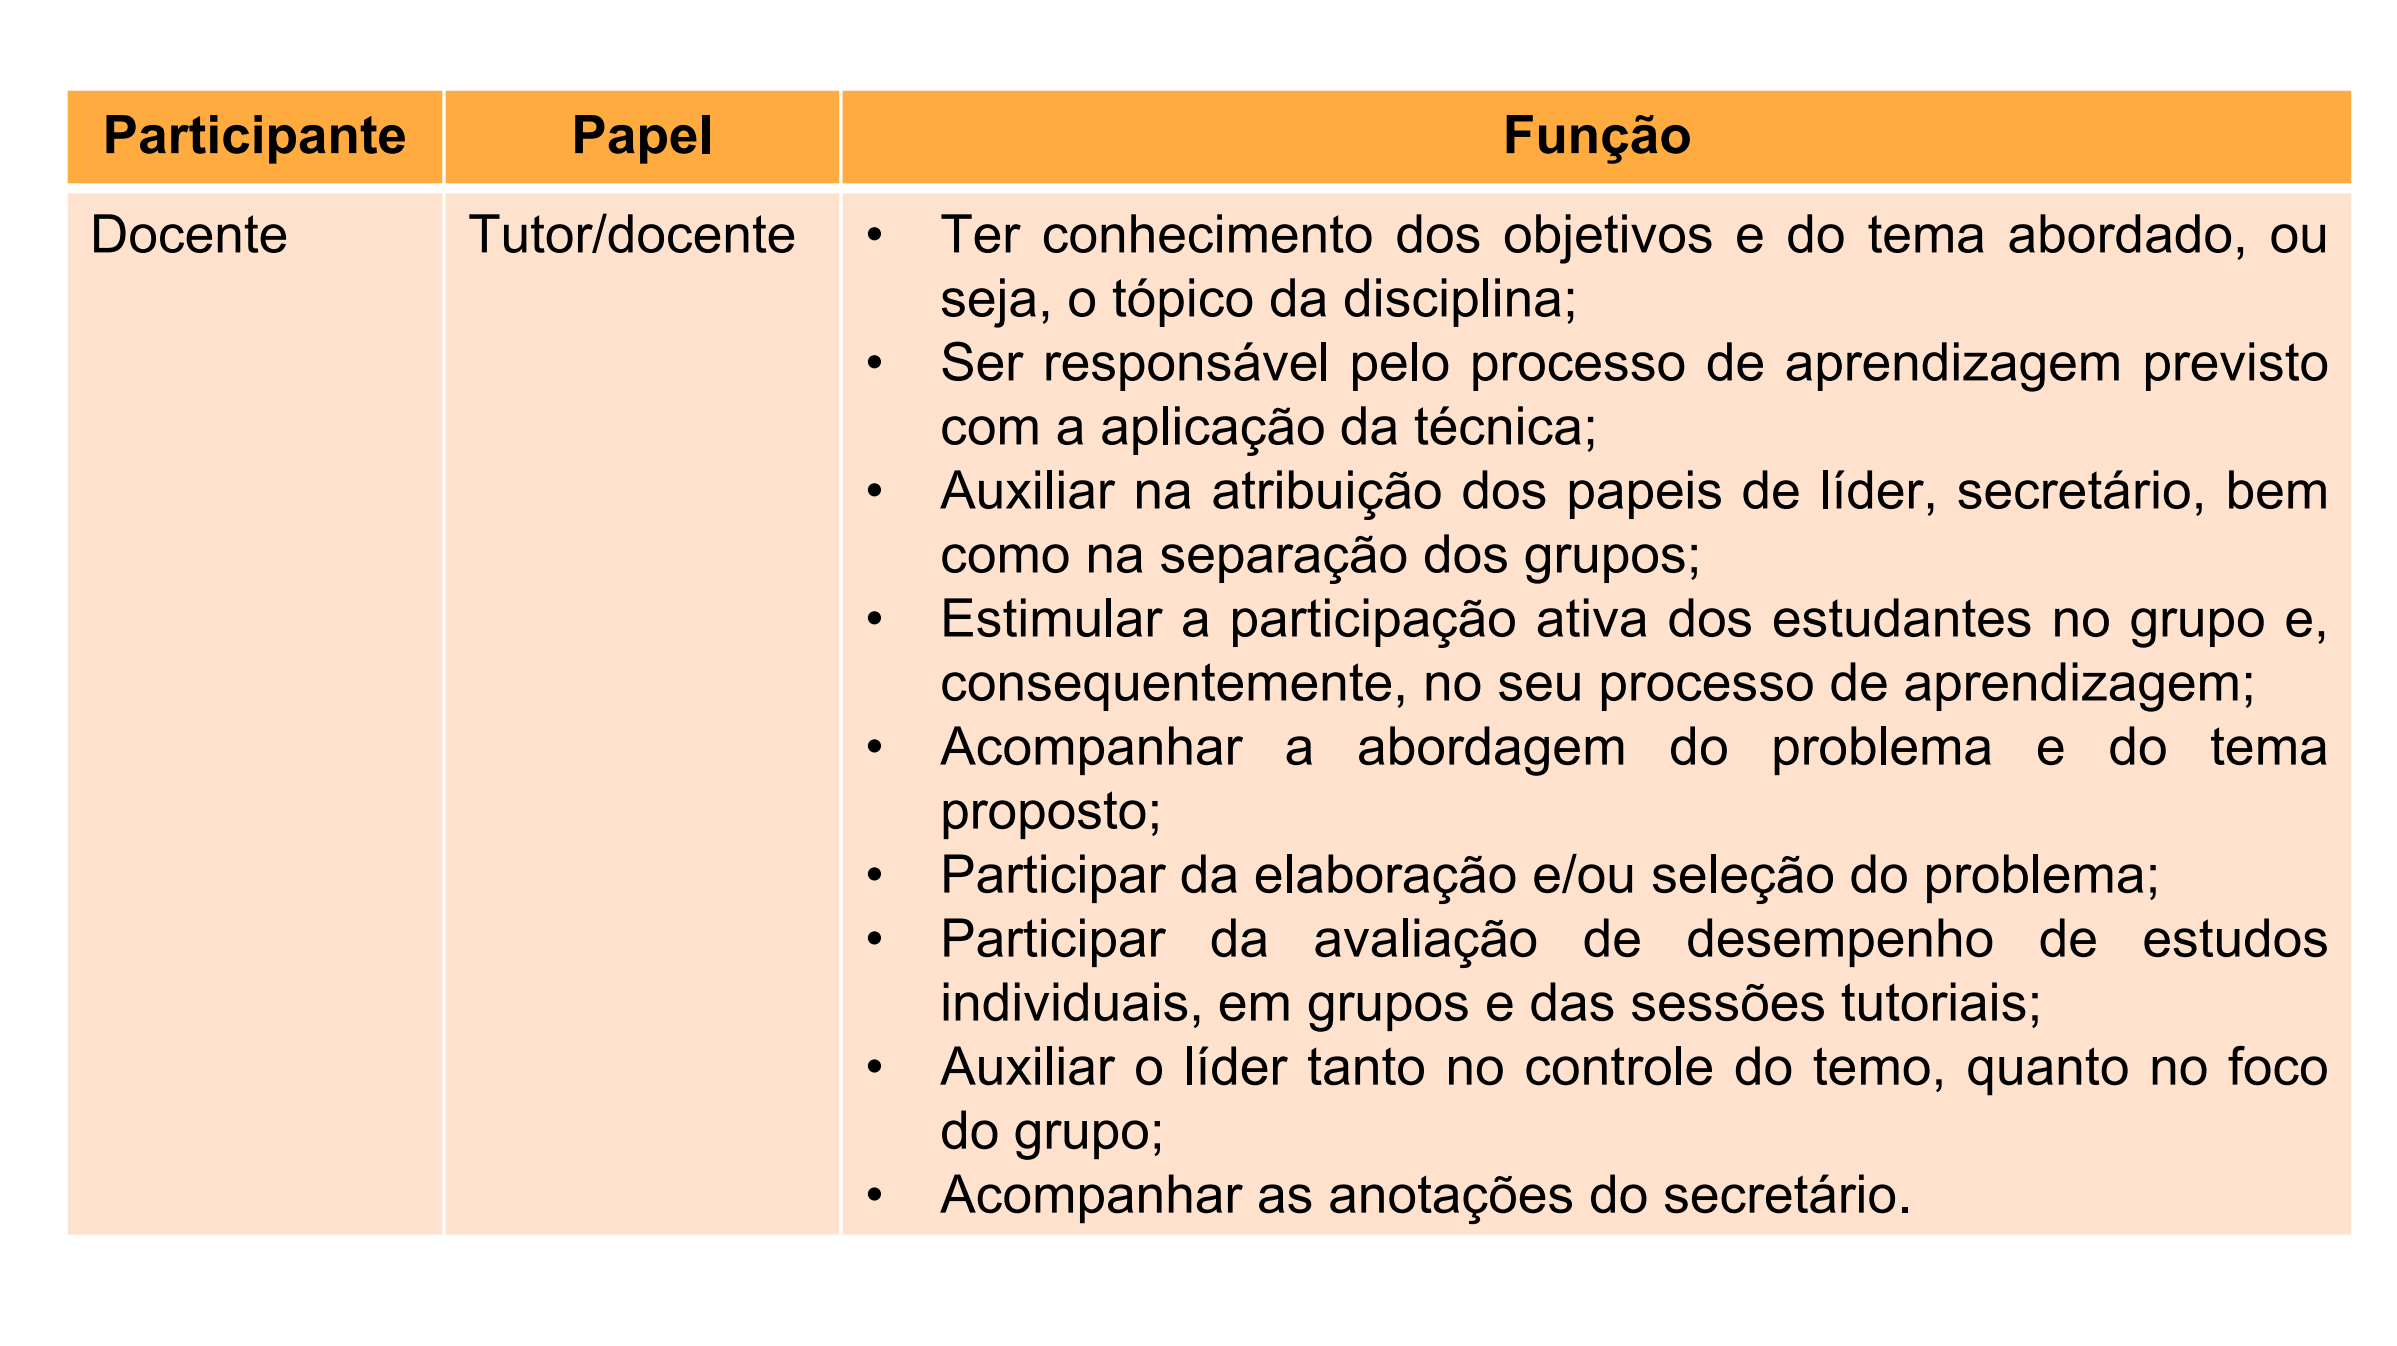 Participante Papel Função
Docente Tutor/docente • Ter conhecimento dos objetivos e do tema abordado, ou
seja, o tópico da disciplina;
• Ser responsável pelo processo de aprendizagem previsto
com a aplicação da técnica;
• Auxiliar na atribuição dos papeis de líder, secretário, bem
como na separação dos grupos;
• Estimular a participação ativa dos estudantes no grupo e,
consequentemente, no seu processo de aprendizagem;
• Acompanhar a abordagem do problema e do tema
proposto;
• Participar da elaboração e/ou seleção do problema;
• Participar da avaliação de desempenho de estudos
individuais, em grupos e das sessões tutoriais;
• Auxiliar o líder tanto no controle do temo, quanto no foco
do grupo;
• Acompanhar as anotações do secretário.